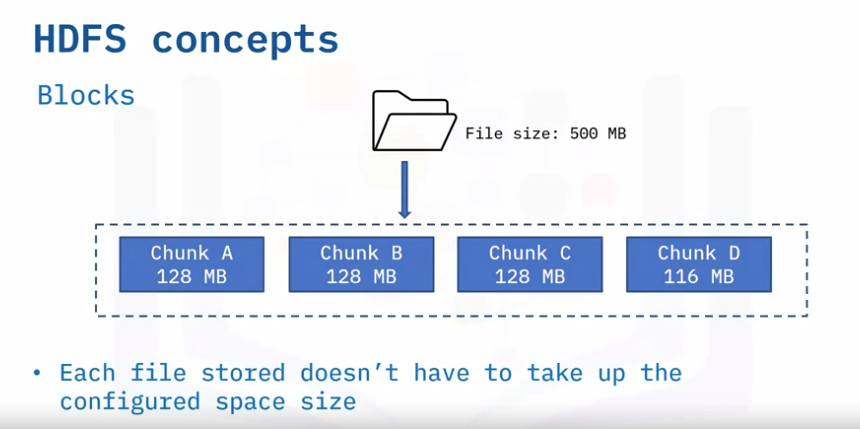 HDFS concepts
Blocks
File size: 500 MB
Chunk A
128 MB
Chunk B
128 MB
Chunk C
128 MB
Chunk D
116 MB
• Each file stored doesn’t have to take up the
configured space size